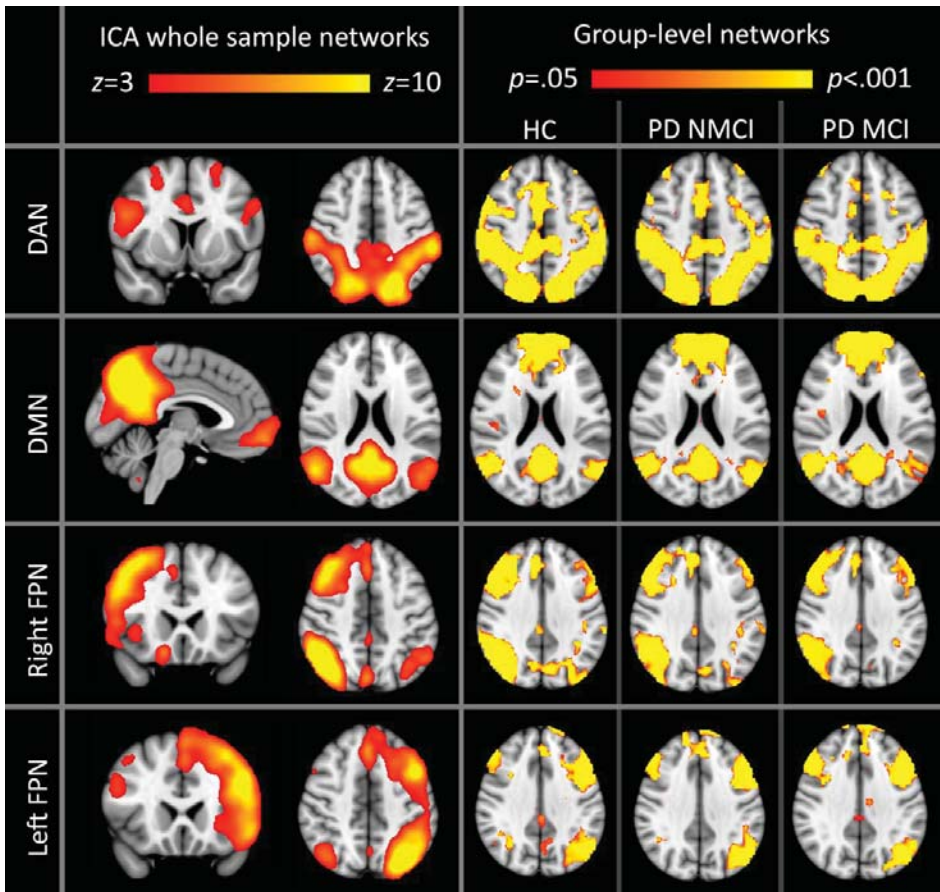 ICA whole sample networks
Group-level networks
z=3
z=10
p=.05
p<.001
HC
PD NMCI
PD MCI
DAN
DMN
Right FPN
Left FPN